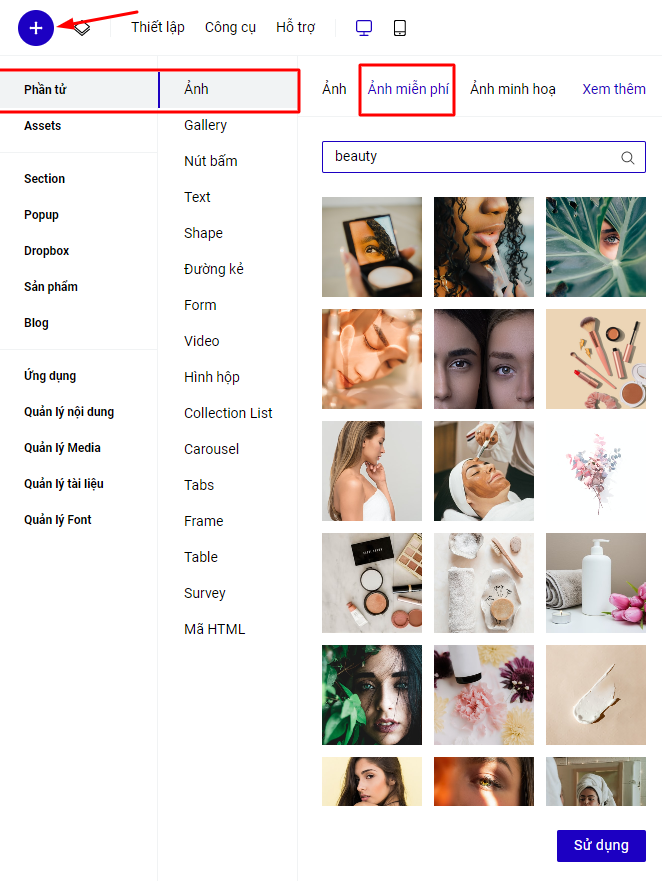 Thiết lập Công cụ Hỗ trợ
Phần tử
Assets
Section
Popup
Dropbox
Sản phẩm
Blog
Ứng dụng
Quản lý nội dung
Quản lý Media
Quản lý tài liệu
Quản lý Font
Ảnh
Gallery
Nút bấm
Text
Shape
Đường kẻ
Form
Video
Hình hộp
Collection List
Carousel
Tabs
Frame
Table
Survey
Mã HTML
Ảnh Ảnh miễn phí Ảnh minh hoạ Xem thêm
beauty
Sử dụng